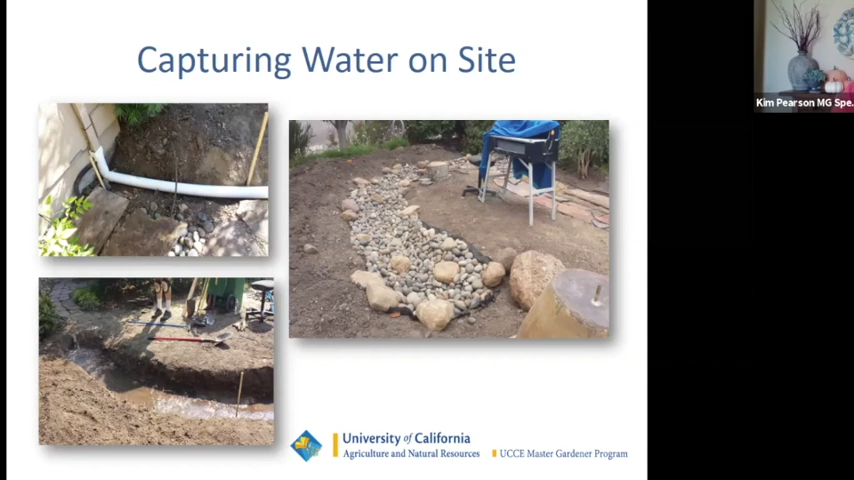 Capturing Water on Site
Kim Pearson MG Spe...
University of California
Agriculture and Natural Resources
UCCE Master Gardener Program